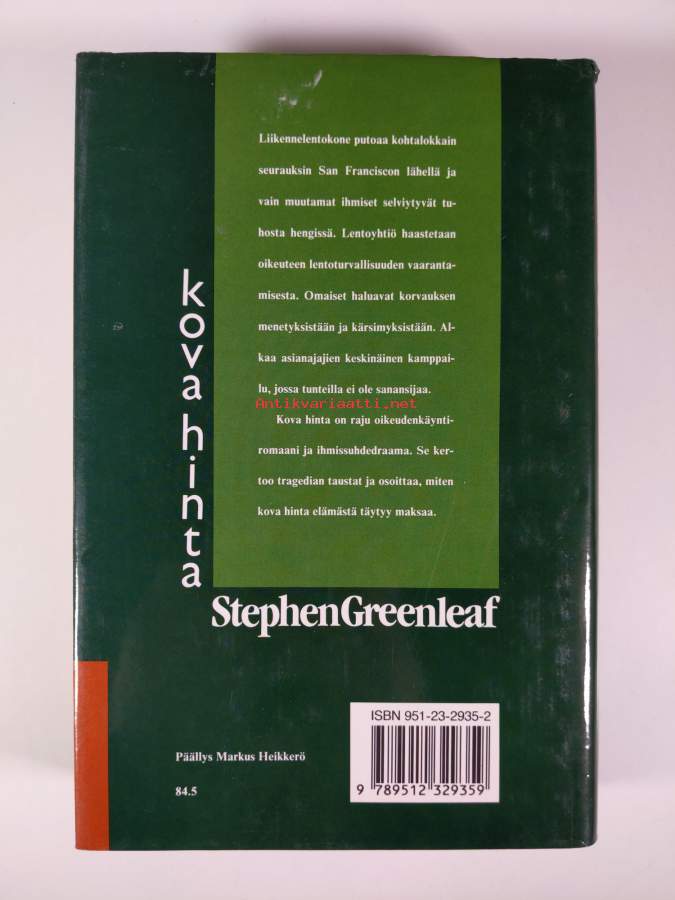 Liikennelentokone putoaa kohtalokkain
seurauksin San Franciscon lähellä ja
vain muutamat ihmiset selviytyvät tu-
hosta hengissä. Lentoyhtiö haastetaan
oikeuteen lentoturvallisuuden vaaranta-
misesta. Omaiset haluavat korvauksen
menetyksistään ja kärsimyksistään. Al-
kaa asianajajien keskinäinen kamppai-
lu, jossa tunteilla ei ole sanansijaa.
Antikvariaatti.net
Kova hinta on raju oikeudenkäynti-
romaani ja ihmissuhdedraama. Se ker-
too tragedian taustat ja osoittaa, miten
kova hinta elämästä täytyy maksaa.
kova hinta
StephenGreenleaf
ISBN 951-23-2935-2
9 789512 329359
Päällys Markus Heikkerö
84.5